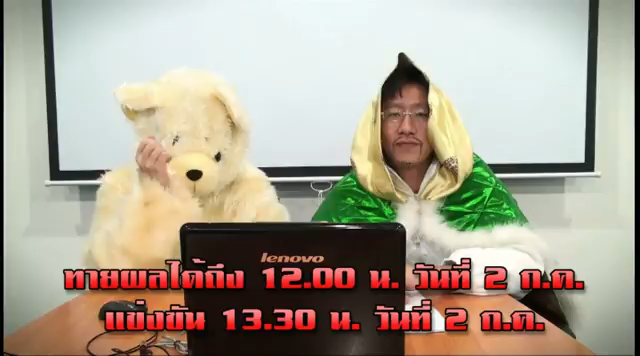 lenovo
ทายผลได้ถึง 12.00 น. วันที่ 2 ก.ค.
แข่งขัน 13.30 น. วันที่ 2 ก.ค.